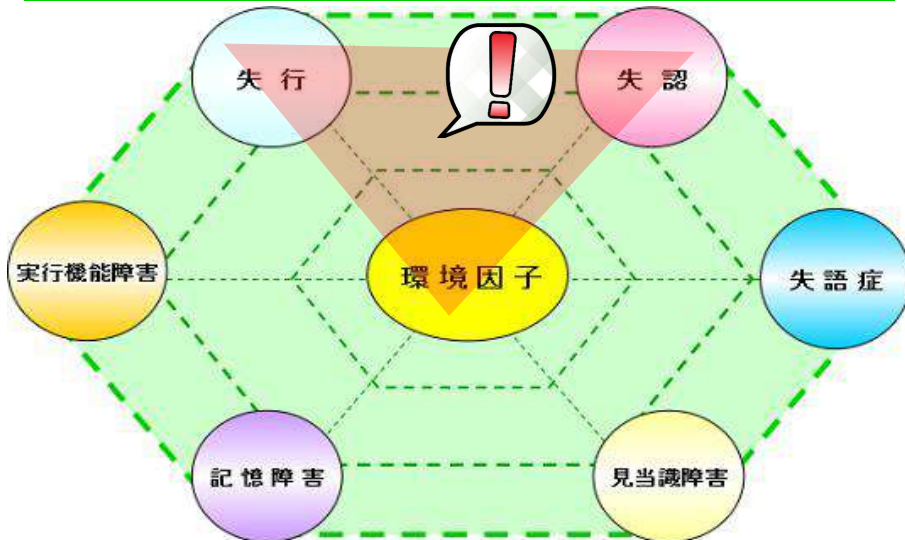 失行
失認
実行機能障害
環境因子
失語症
記憶障害
見当識障害